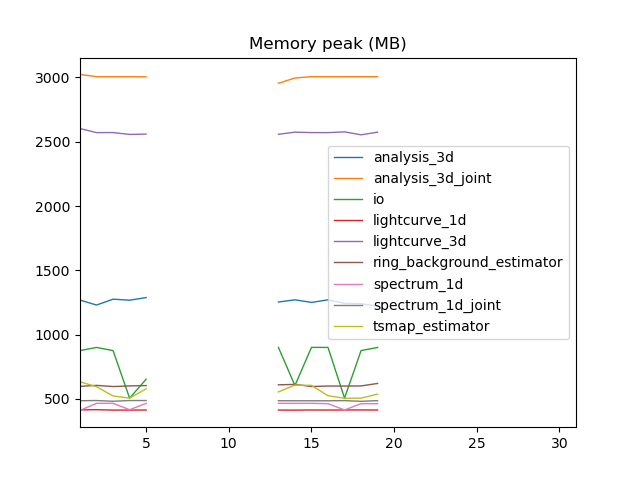 Memory peak (MB)
3000
2500
2000
1500
1000
500
5
10
15
20
25
30
analysis_3d
analysis_3d_joint
io
lightcurve_1d
lightcurve_3d
ring_background_estimator
spectrum_1d
spectrum_1d_joint
tsmap_estimator